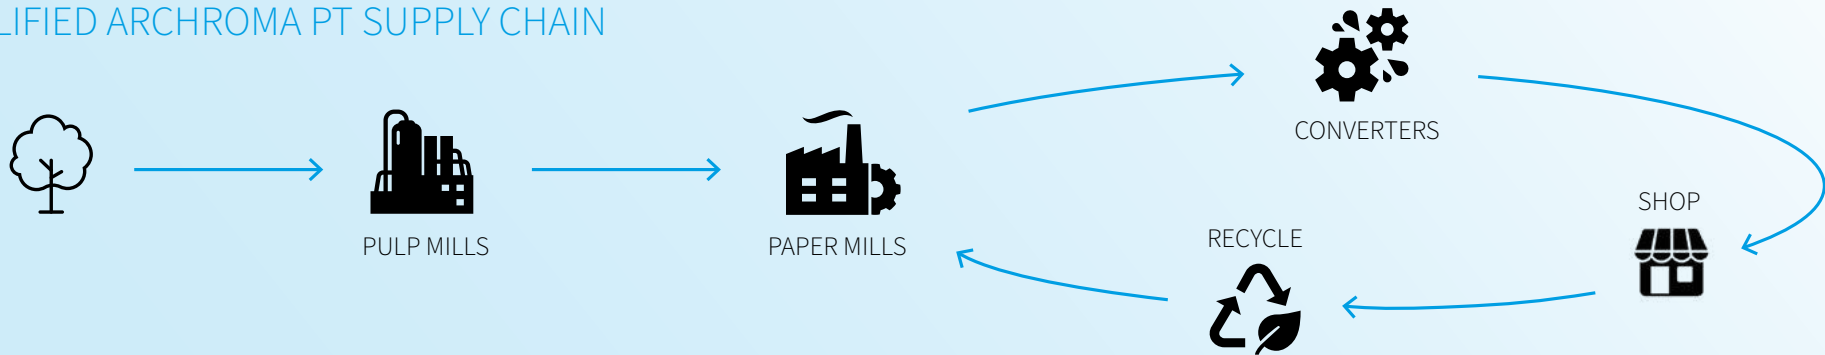 LIFIED ARCHROMA PT SUPPLY CHAIN
CONVERTERS
SHOP
PULP MILLS
PAPER MILLS
RECYCLE